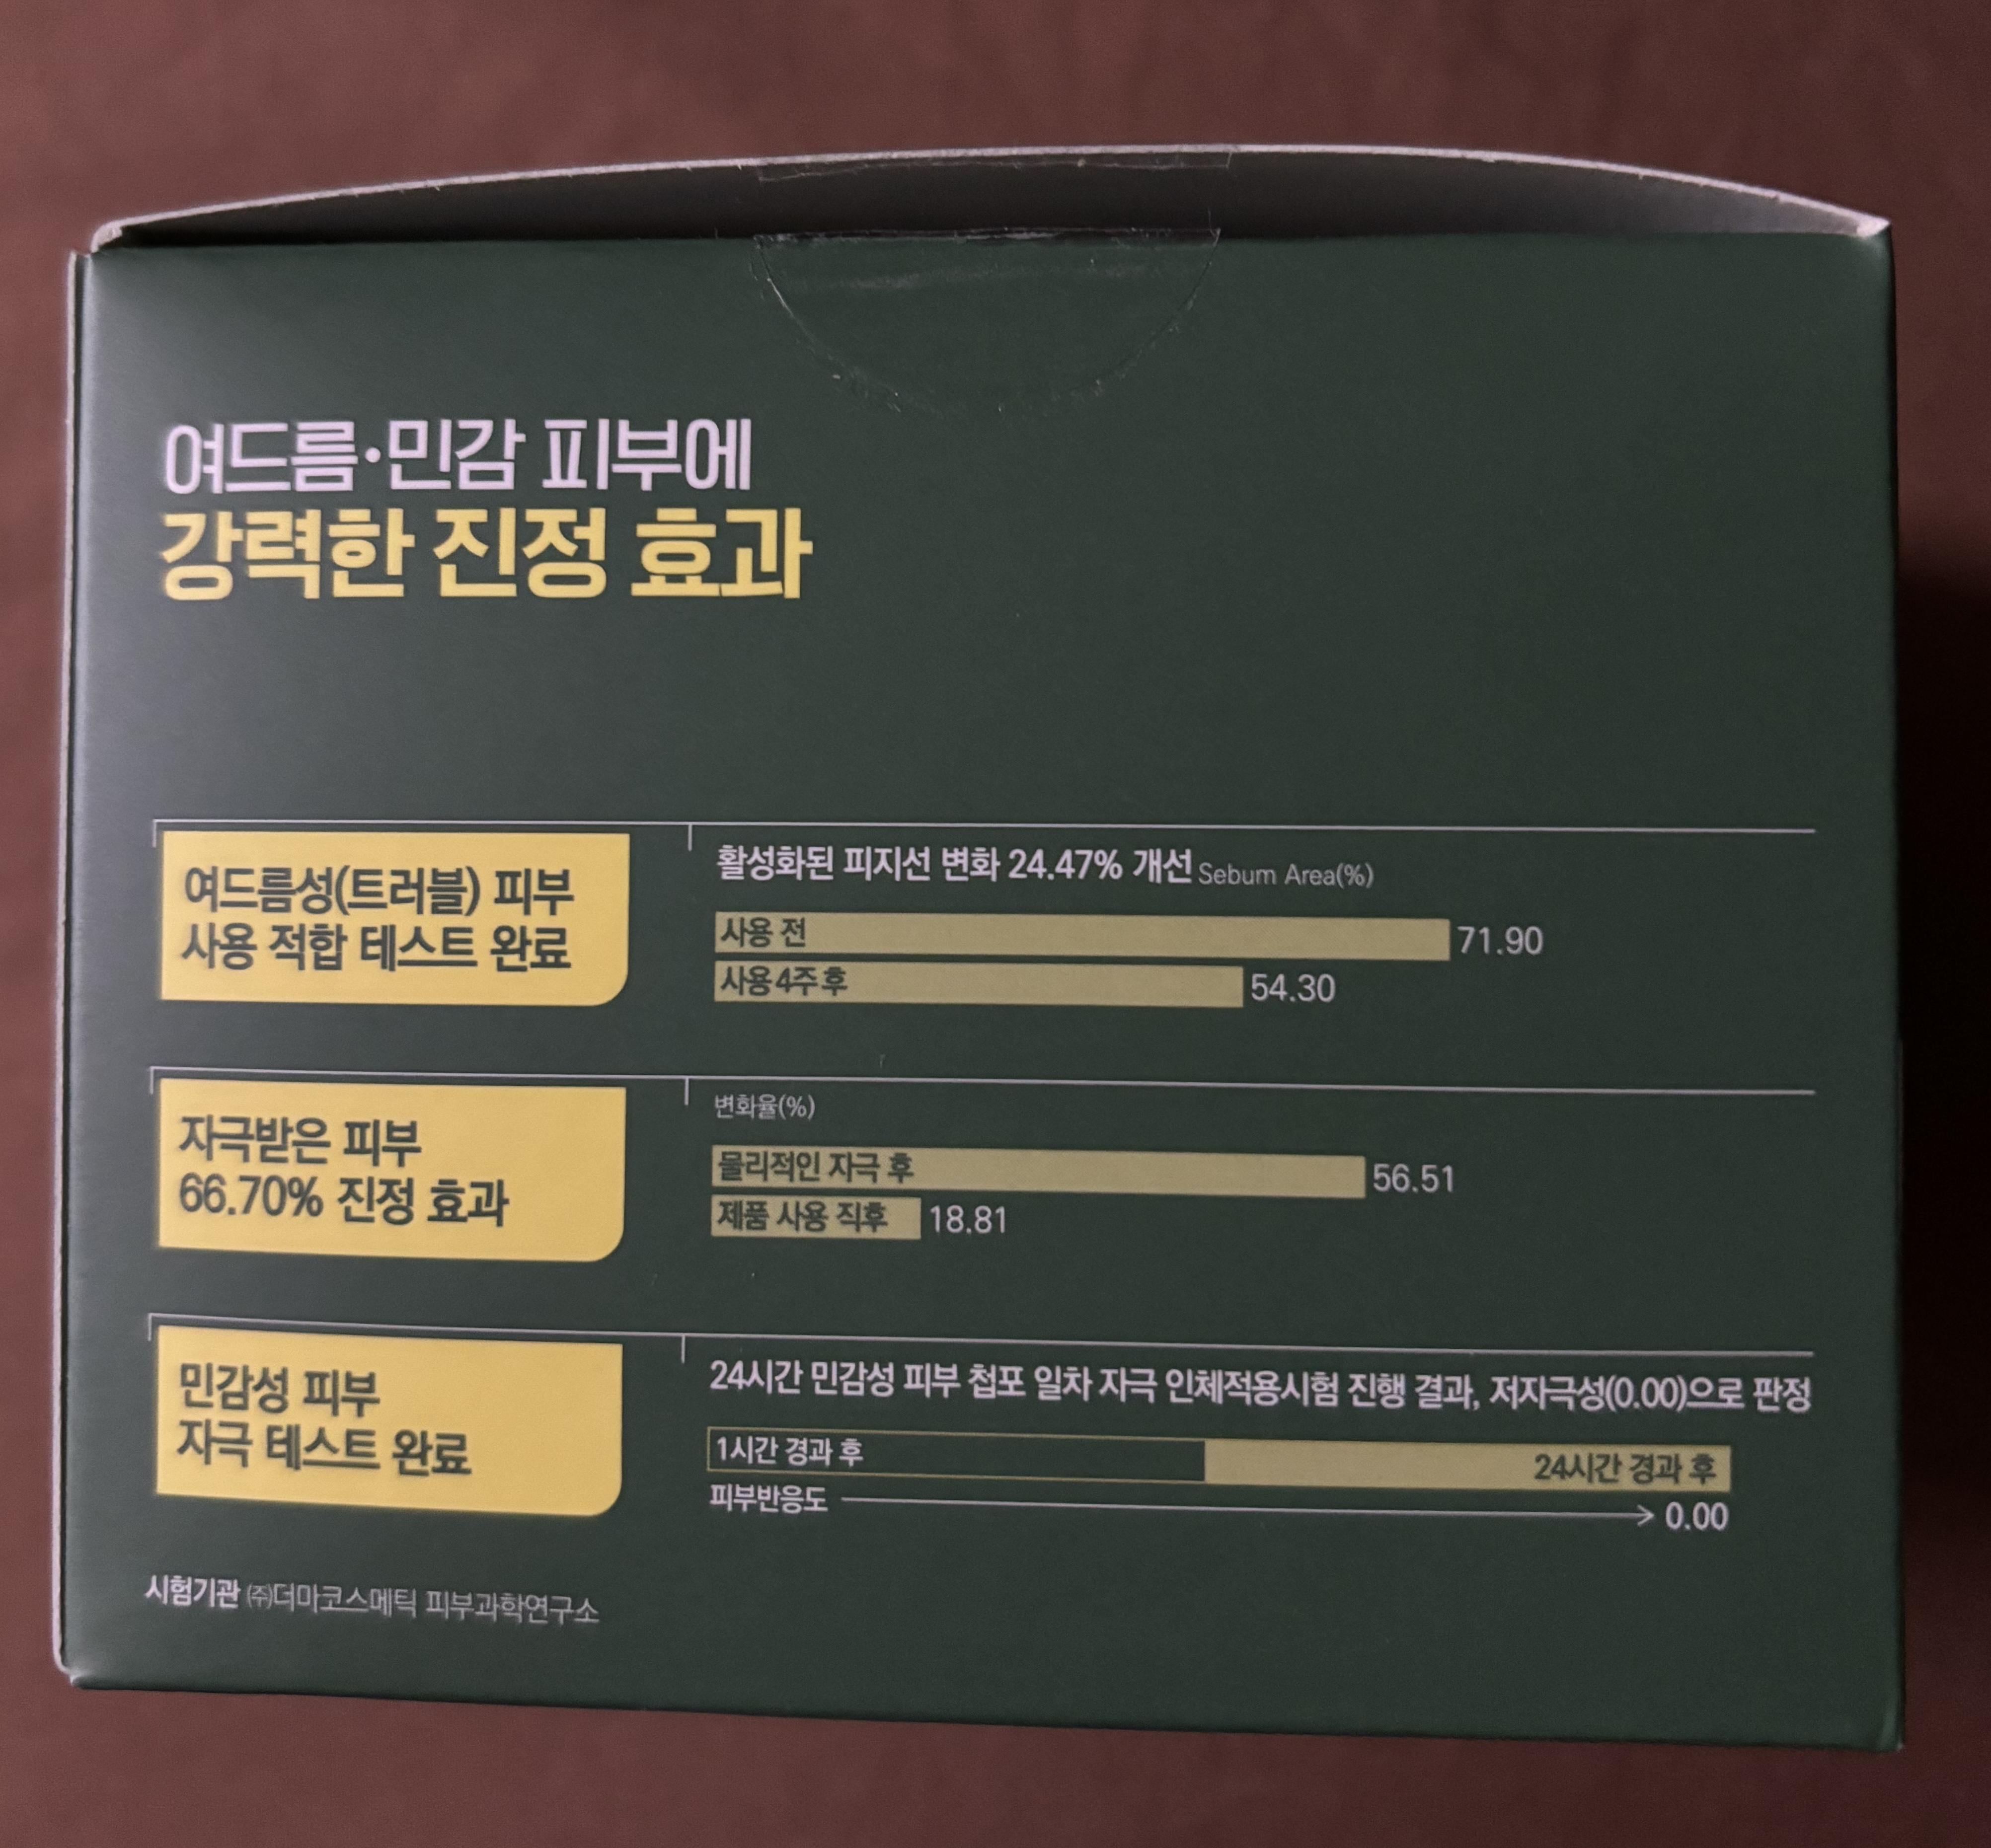 여드름·민감 피부에
강력한 진정 효과
여드름성(트러블) 피부
사용 적합 테스트 완료
활성화된 피지선 변화 24.47% 개선 Sebum Area(%)
사용 전 71.90
사용 4주 후 54.30
자극받은 피부
66.70% 진정 효과
변화율(%)
물리적인 자극 후 56.51
제품 사용 직후 18.81
민감성 피부
자극 테스트 완료
24시간 민감성 피부 첩포 일차 자극 인체적용시험 진행 결과, 저자극성(0.00)으로 판정
1시간 경과 후 24시간 경과 후
피부반응도 0.00
시험기관 ㈜더마코스메틱 피부과학연구소